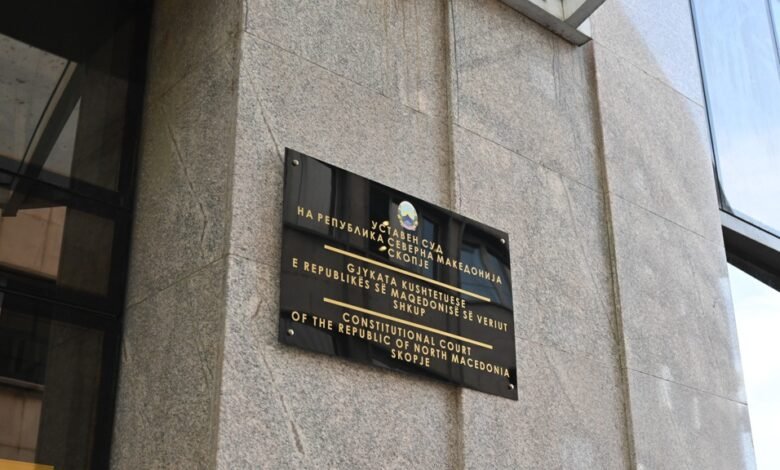 УСТАВЕН СУД
НА РЕПУБЛИКА СЕВЕРНА МАКЕДОНИЈА
СКОПЈЕ
GJYKATA KUSHTETUESE
E REPUBLIKËS SË MAQEDONISË SË VERIUT
SHKUP
CONSTITUTIONAL COURT
OF THE REPUBLIC OF NORTH MACEDONIA
SKOPJE